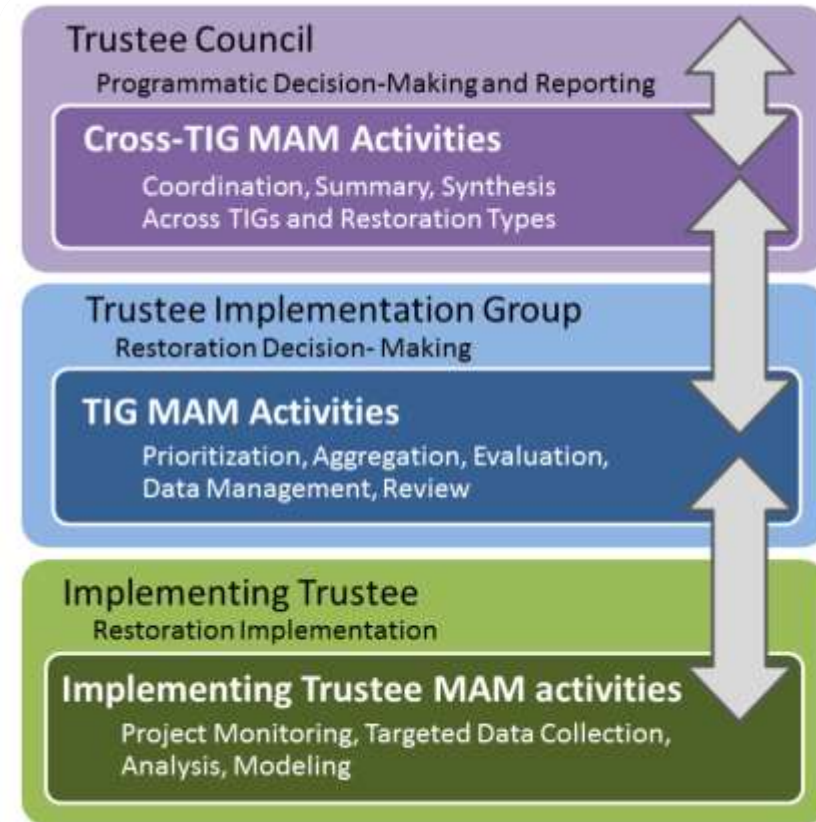 Trustee Council
Programmatic Decision-Making and Reporting
Cross-TIG MAM Activities
Coordination, Summary, Synthesis
Across TIGs and Restoration Types
Trustee Implementation Group
Restoration Decision- Making
TIG MAM Activities
Prioritization, Aggregation, Evaluation,
Data Management, Review
Implementing Trustee
Restoration Implementation
Implementing Trustee MAM activities
Project Monitoring, Targeted Data Collection,
Analysis, Modeling